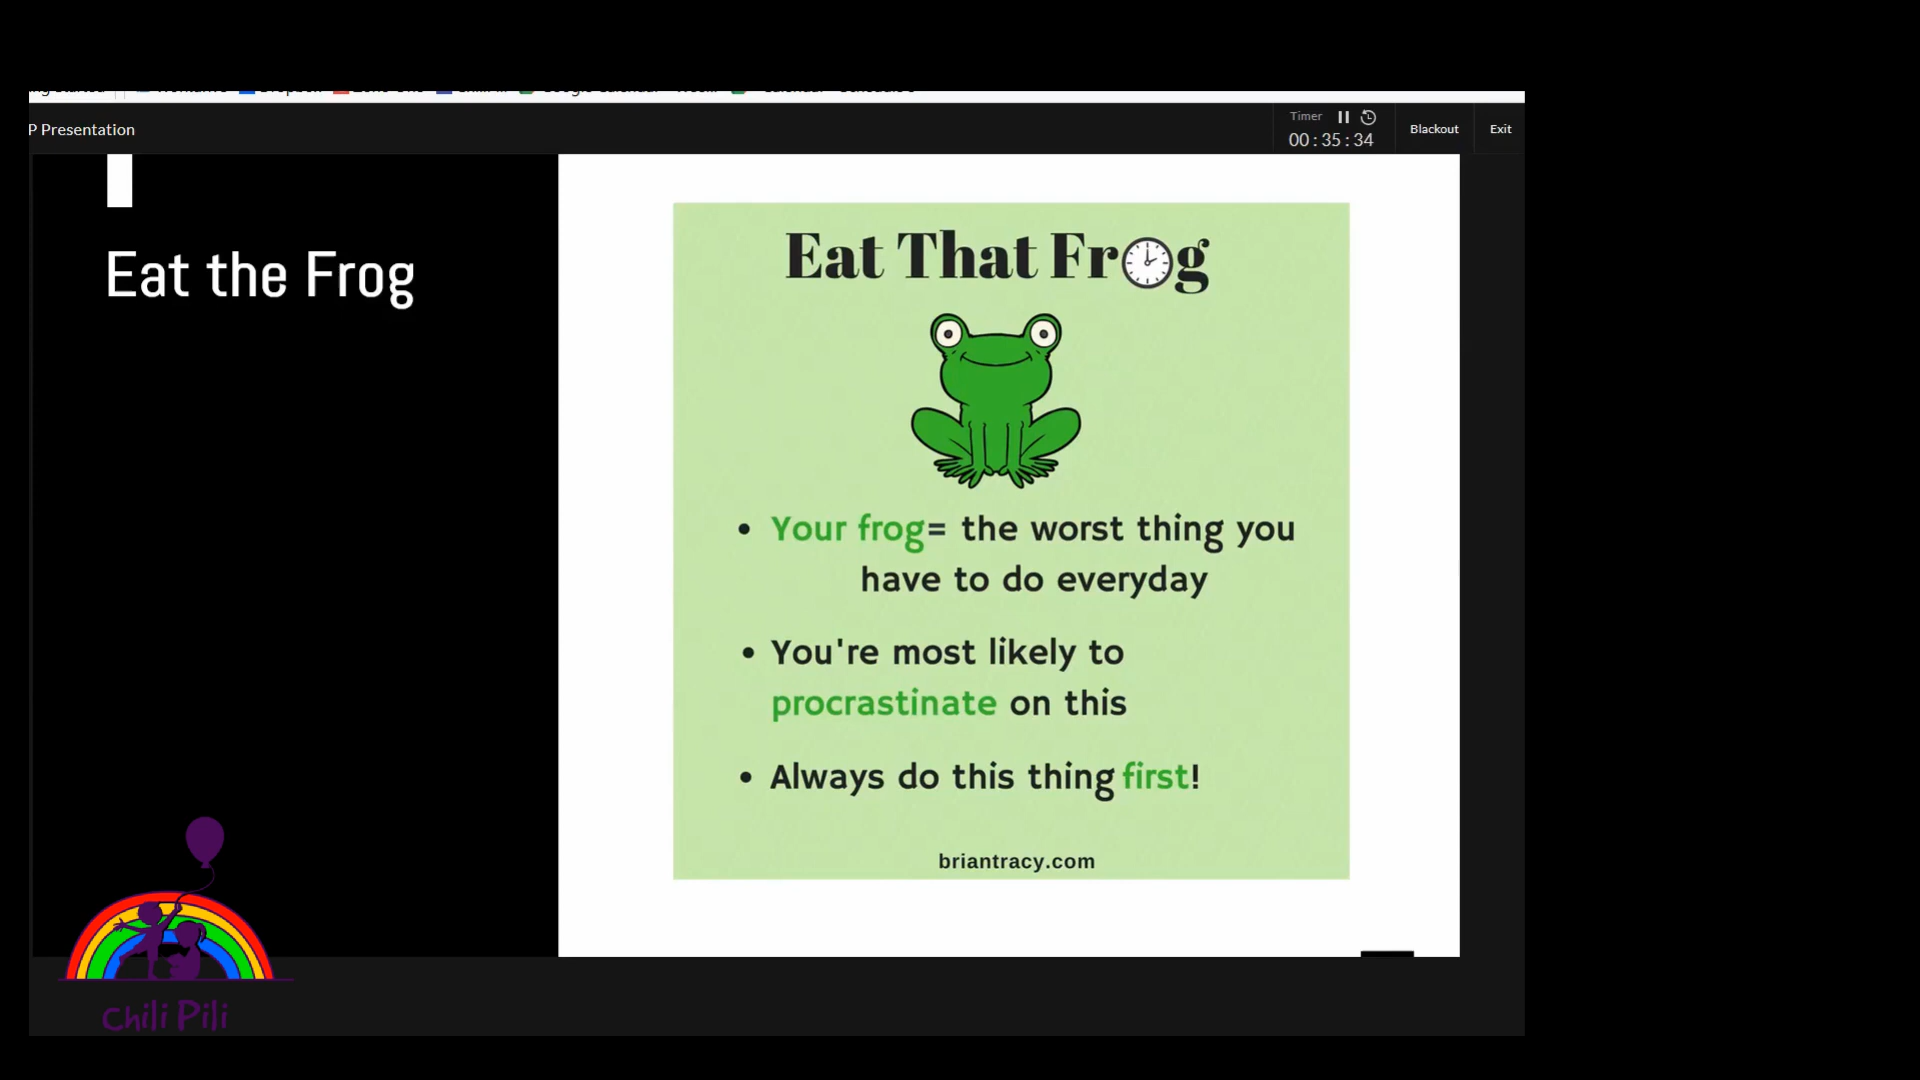 P Presentation
Timer
00:35:34
Blackout
Exit
Eat the Frog
Eat That Frog
• Your frog= the worst thing you
have to do everyday
• You're most likely to
procrastinate on this
• Always do this thing first!
briantracy.com
Chili Pili